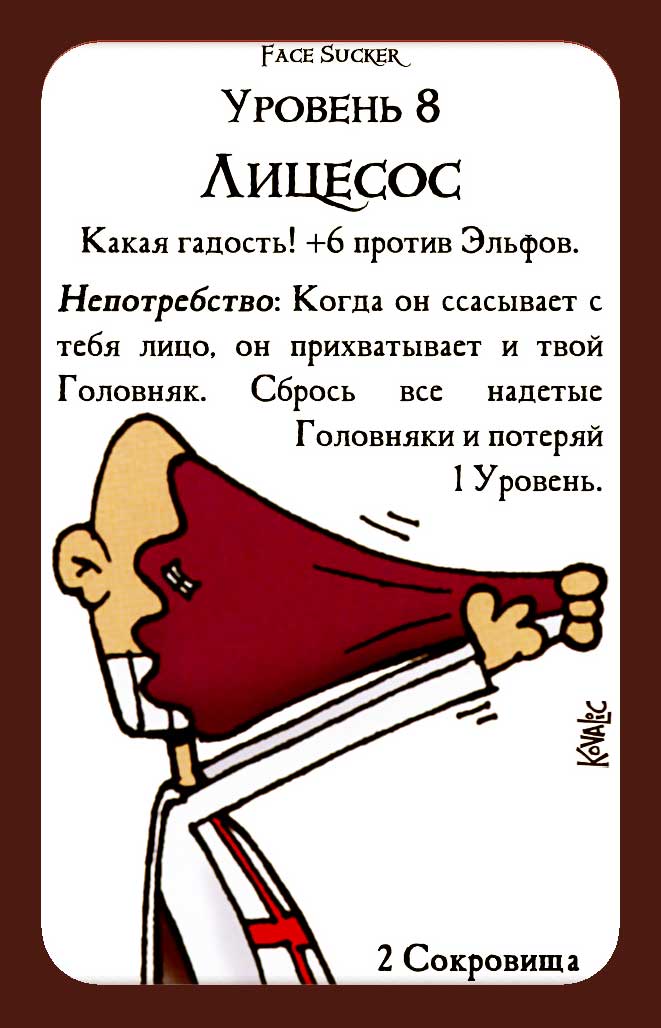 Face Sucker
Уровень 8
Лицесос
Какая гадость! +6 против Эльфов.
Непотребство: Когда он ссасывает с
тебя лицо, он прихватывает и твой
Головняк. Сбрось все надетые
Головняки и потеряй
1 Уровень.
Kovalic
2 Сокровища